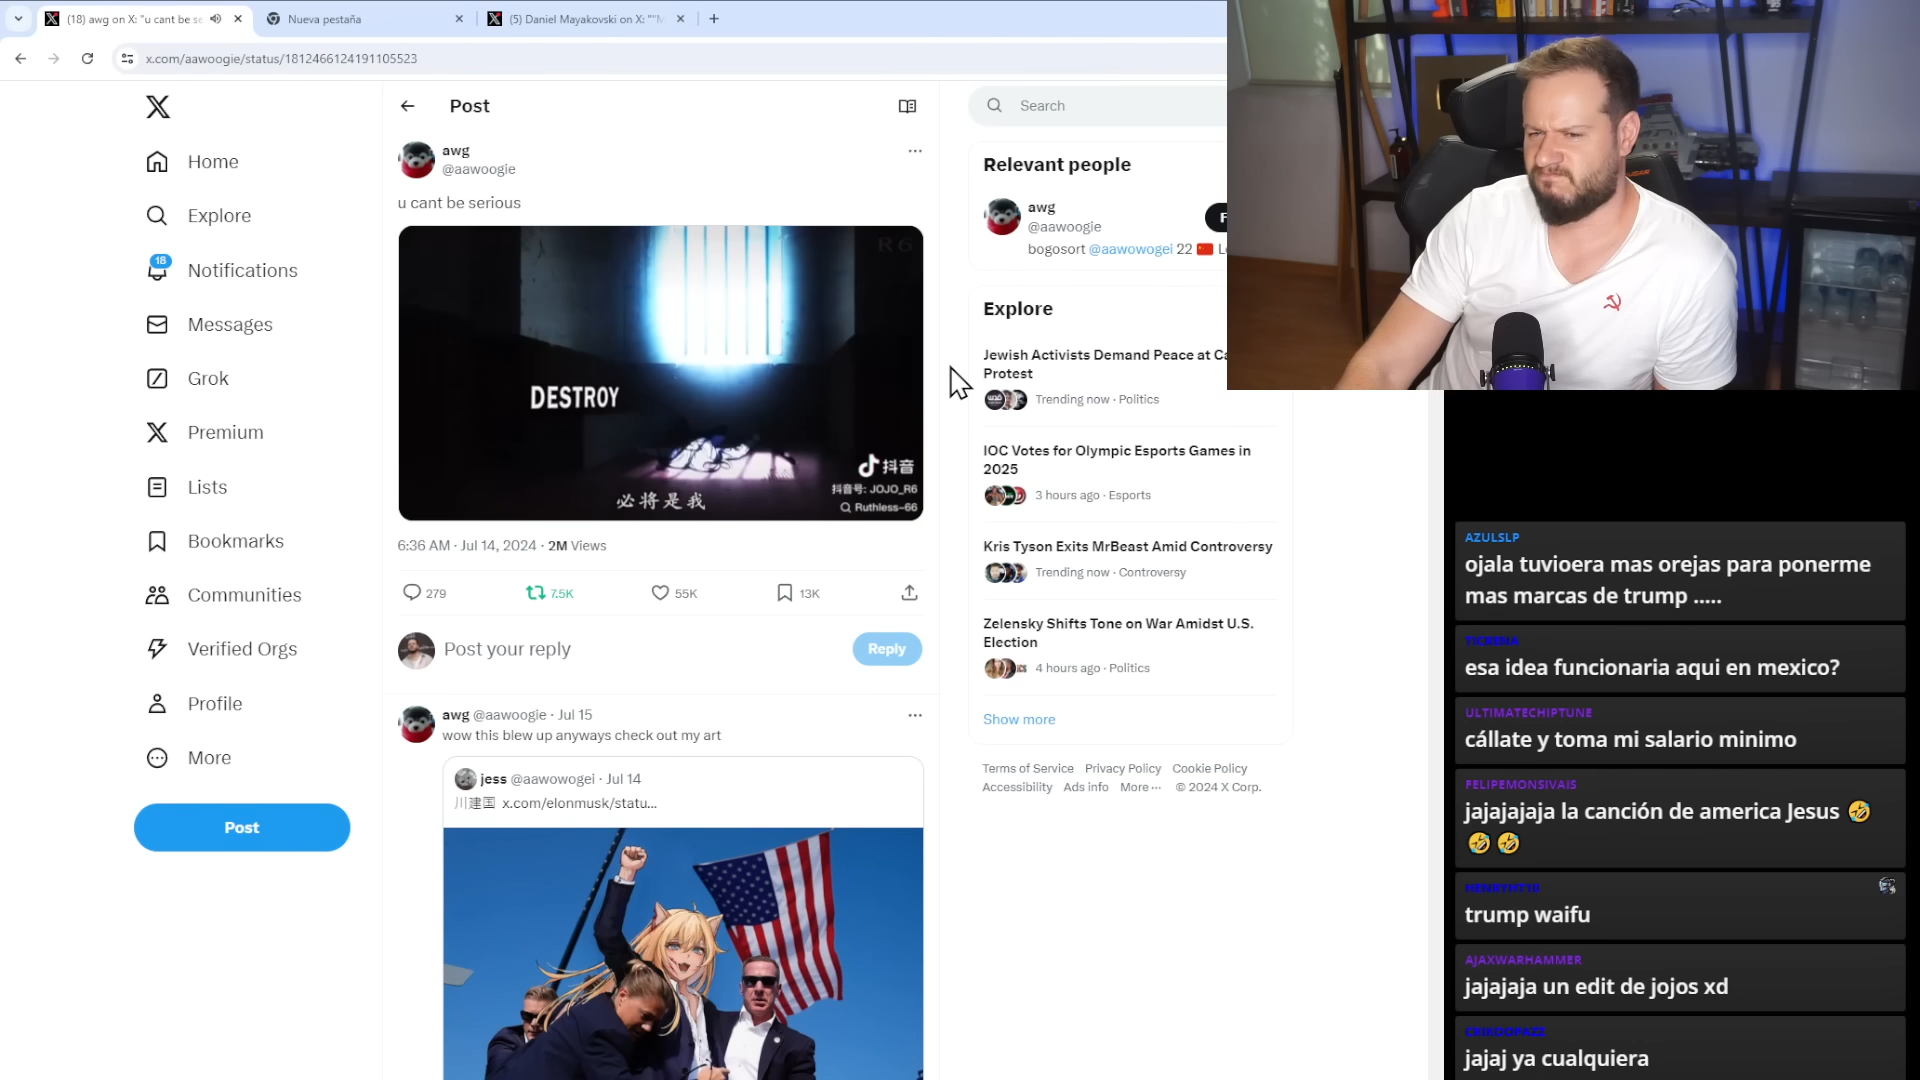 (18) awg on X: "u cant be se
Nueva pestaña
(5) Daniel Mayakovski on X: ""M
x.com/aawoogie/status/1812466124191105523
Home
Explore
18
Notifications
Messages
Grok
Premium
Lists
Bookmarks
Communities
Verified Orgs
Profile
More
Post
Post
awg
@aawoogie
u cant be serious
R6
DESTROY
抖音
抖音号: JOJO_R6
必将是我
Ruthless-66
6:36 AM · Jul 14, 2024 · 2M Views
279
7.5K
55K
13K
Post your reply
Reply
awg @aawoogie · Jul 15
wow this blew up anyways check out my art
jess @aawowogei · Jul 14
川建国 x.com/elonmusk/statu...
Search
Relevant people
awg
@aawoogie
F
bogosort @aawowogei 22 🇨🇳 L
Explore
Jewish Activists Demand Peace at Ca
Protest
Trending now · Politics
IOC Votes for Olympic Esports Games in
2025
3 hours ago · Esports
Kris Tyson Exits MrBeast Amid Controversy
Trending now · Controversy
Zelensky Shifts Tone on War Amidst U.S.
Election
4 hours ago · Politics
Show more
Terms of Service Privacy Policy Cookie Policy
Accessibility Ads info More ··· © 2024 X Corp.
AZULSLP
ojala tuvioera mas orejas para ponerme
mas marcas de trump .....
esa idea funcionaria aqui en mexico?
ULTIMATECHIPTUNE
cállate y toma mi salario minimo
FELIPEMONSIVAIS
jajajajaja la canción de america Jesus 🤣
🤣 🤣
trump waifu
AJAXWARHAMMER
jajajaja un edit de jojos xd
jajaj ya cualquiera